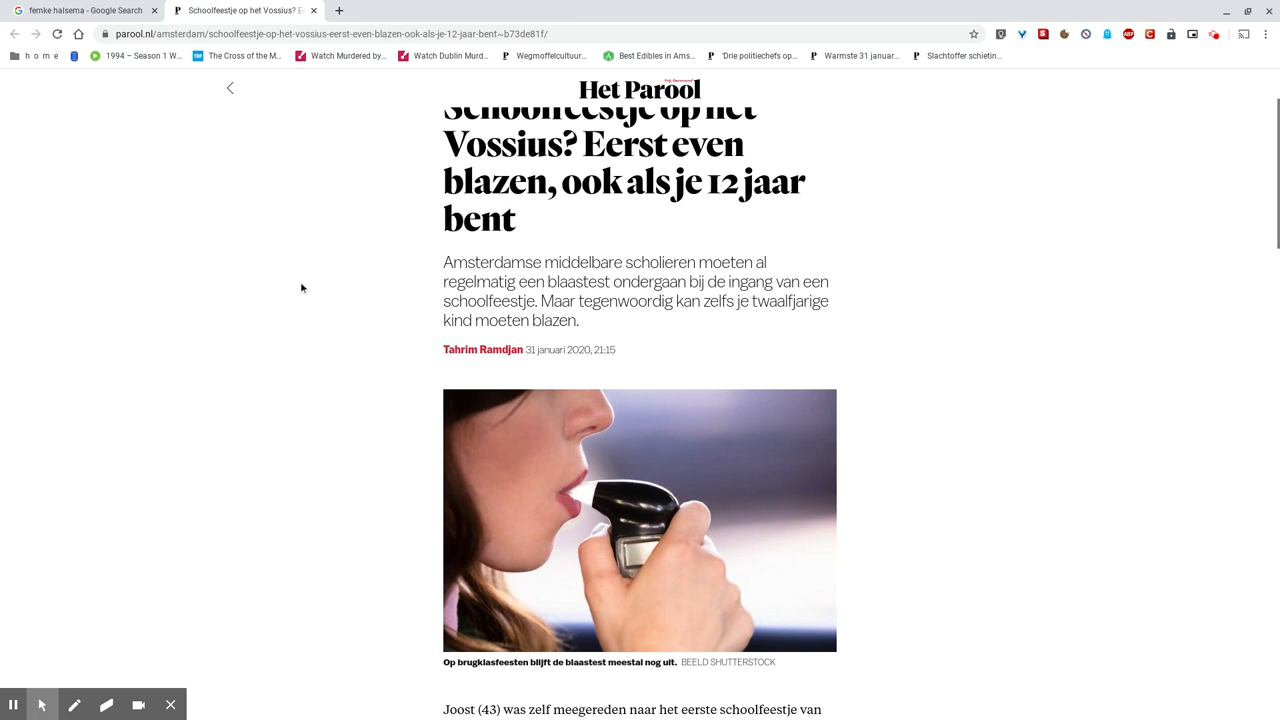 femke halsema - Google Search
Schoolfeestje op het Vossius? E
parool.nl/amsterdam/schoolfeestje-op-het-vossius-eerst-even-blazen-ook-als-je-12-jaar-bent~b73de81f/
h o m e
1994 – Season 1 W...
The Cross of the M...
Watch Murdered by...
Watch Dublin Murd...
Wegmoffelcultuur...
Best Edibles in Ams...
'Drie politiechefs op...
Warmste 31 januar...
Slachtoffer schietin...
Het Parool
Schoolfeestje op het
Vossius? Eerst even
blazen, ook als je 12 jaar
bent
Amsterdamse middelbare scholieren moeten al
regelmatig een blaastest ondergaan bij de ingang van een
schoolfeestje. Maar tegenwoordig kan zelfs je twaalfjarige
kind moeten blazen.
Tahrim Ramdjan 31 januari 2020, 21:15
Op brugklasfeesten blijft de blaastest meestal nog uit. BEELD SHUTTERSTOCK
Joost (43) was zelf meegereden naar het eerste schoolfeestje van